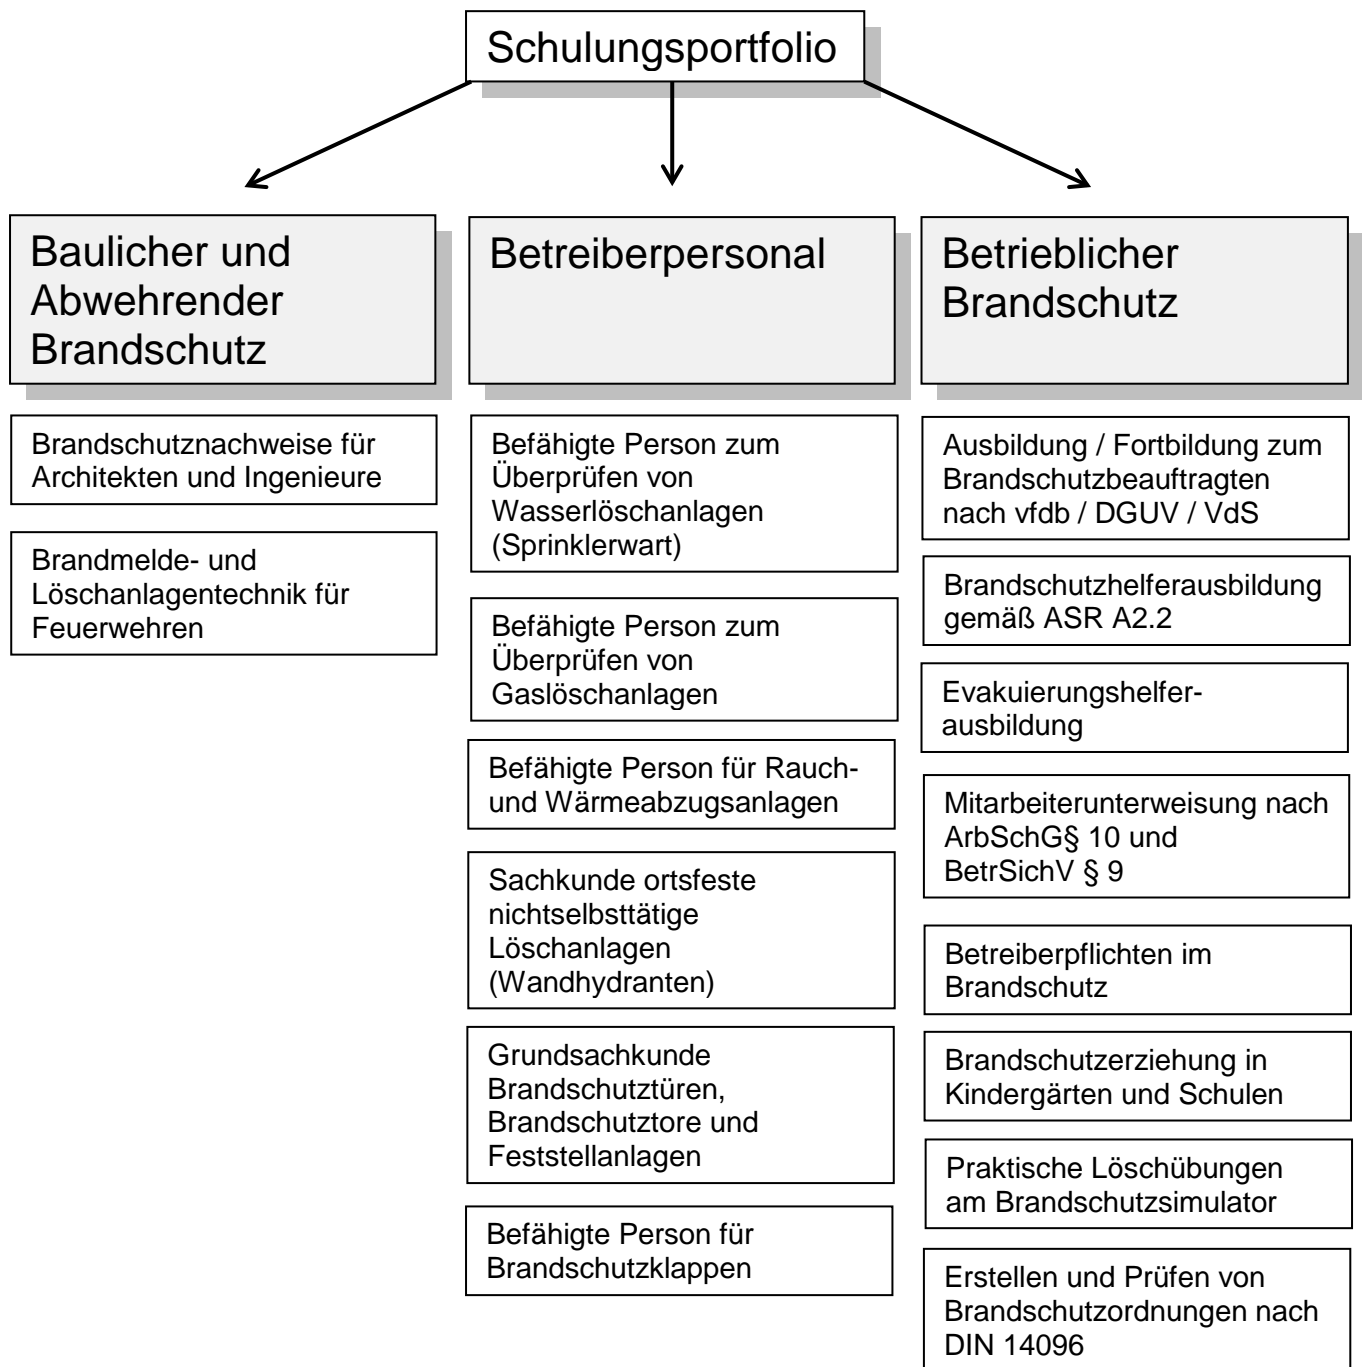 Schulungsportfolio
Baulicher und
Abwehrender
Brandschutz
Brandschutznachweise für
Architekten und Ingenieure
Brandmelde- und
Löschanlagentechnik für
Feuerwehren
Betreiberpersonal
Befähigte Person zum
Überprüfen von
Wasserlöschanlagen
(Sprinklerwart)
Befähigte Person zum
Überprüfen von
Gaslöschanlagen
Befähigte Person für Rauch-
und Wärmeabzugsanlagen
Sachkunde ortsfeste
nichtselbsttätige
Löschanlagen
(Wandhydranten)
Grundsachkunde
Brandschutztüren,
Brandschutztore und
Feststellanlagen
Befähigte Person für
Brandschutzklappen
Betrieblicher
Brandschutz
Ausbildung / Fortbildung zum
Brandschutzbeauftragten
nach vfdb / DGUV / VdS
Brandschutzhelferausbildung
gemäß ASR A2.2
Evakuierungshelfer-
ausbildung
Mitarbeiterunterweisung nach
ArbSchG§ 10 und
BetrSichV § 9
Betreiberpflichten im
Brandschutz
Brandschutzerziehung in
Kindergärten und Schulen
Praktische Löschübungen
am Brandschutzsimulator
Erstellen und Prüfen von
Brandschutzordnungen nach
DIN 14096